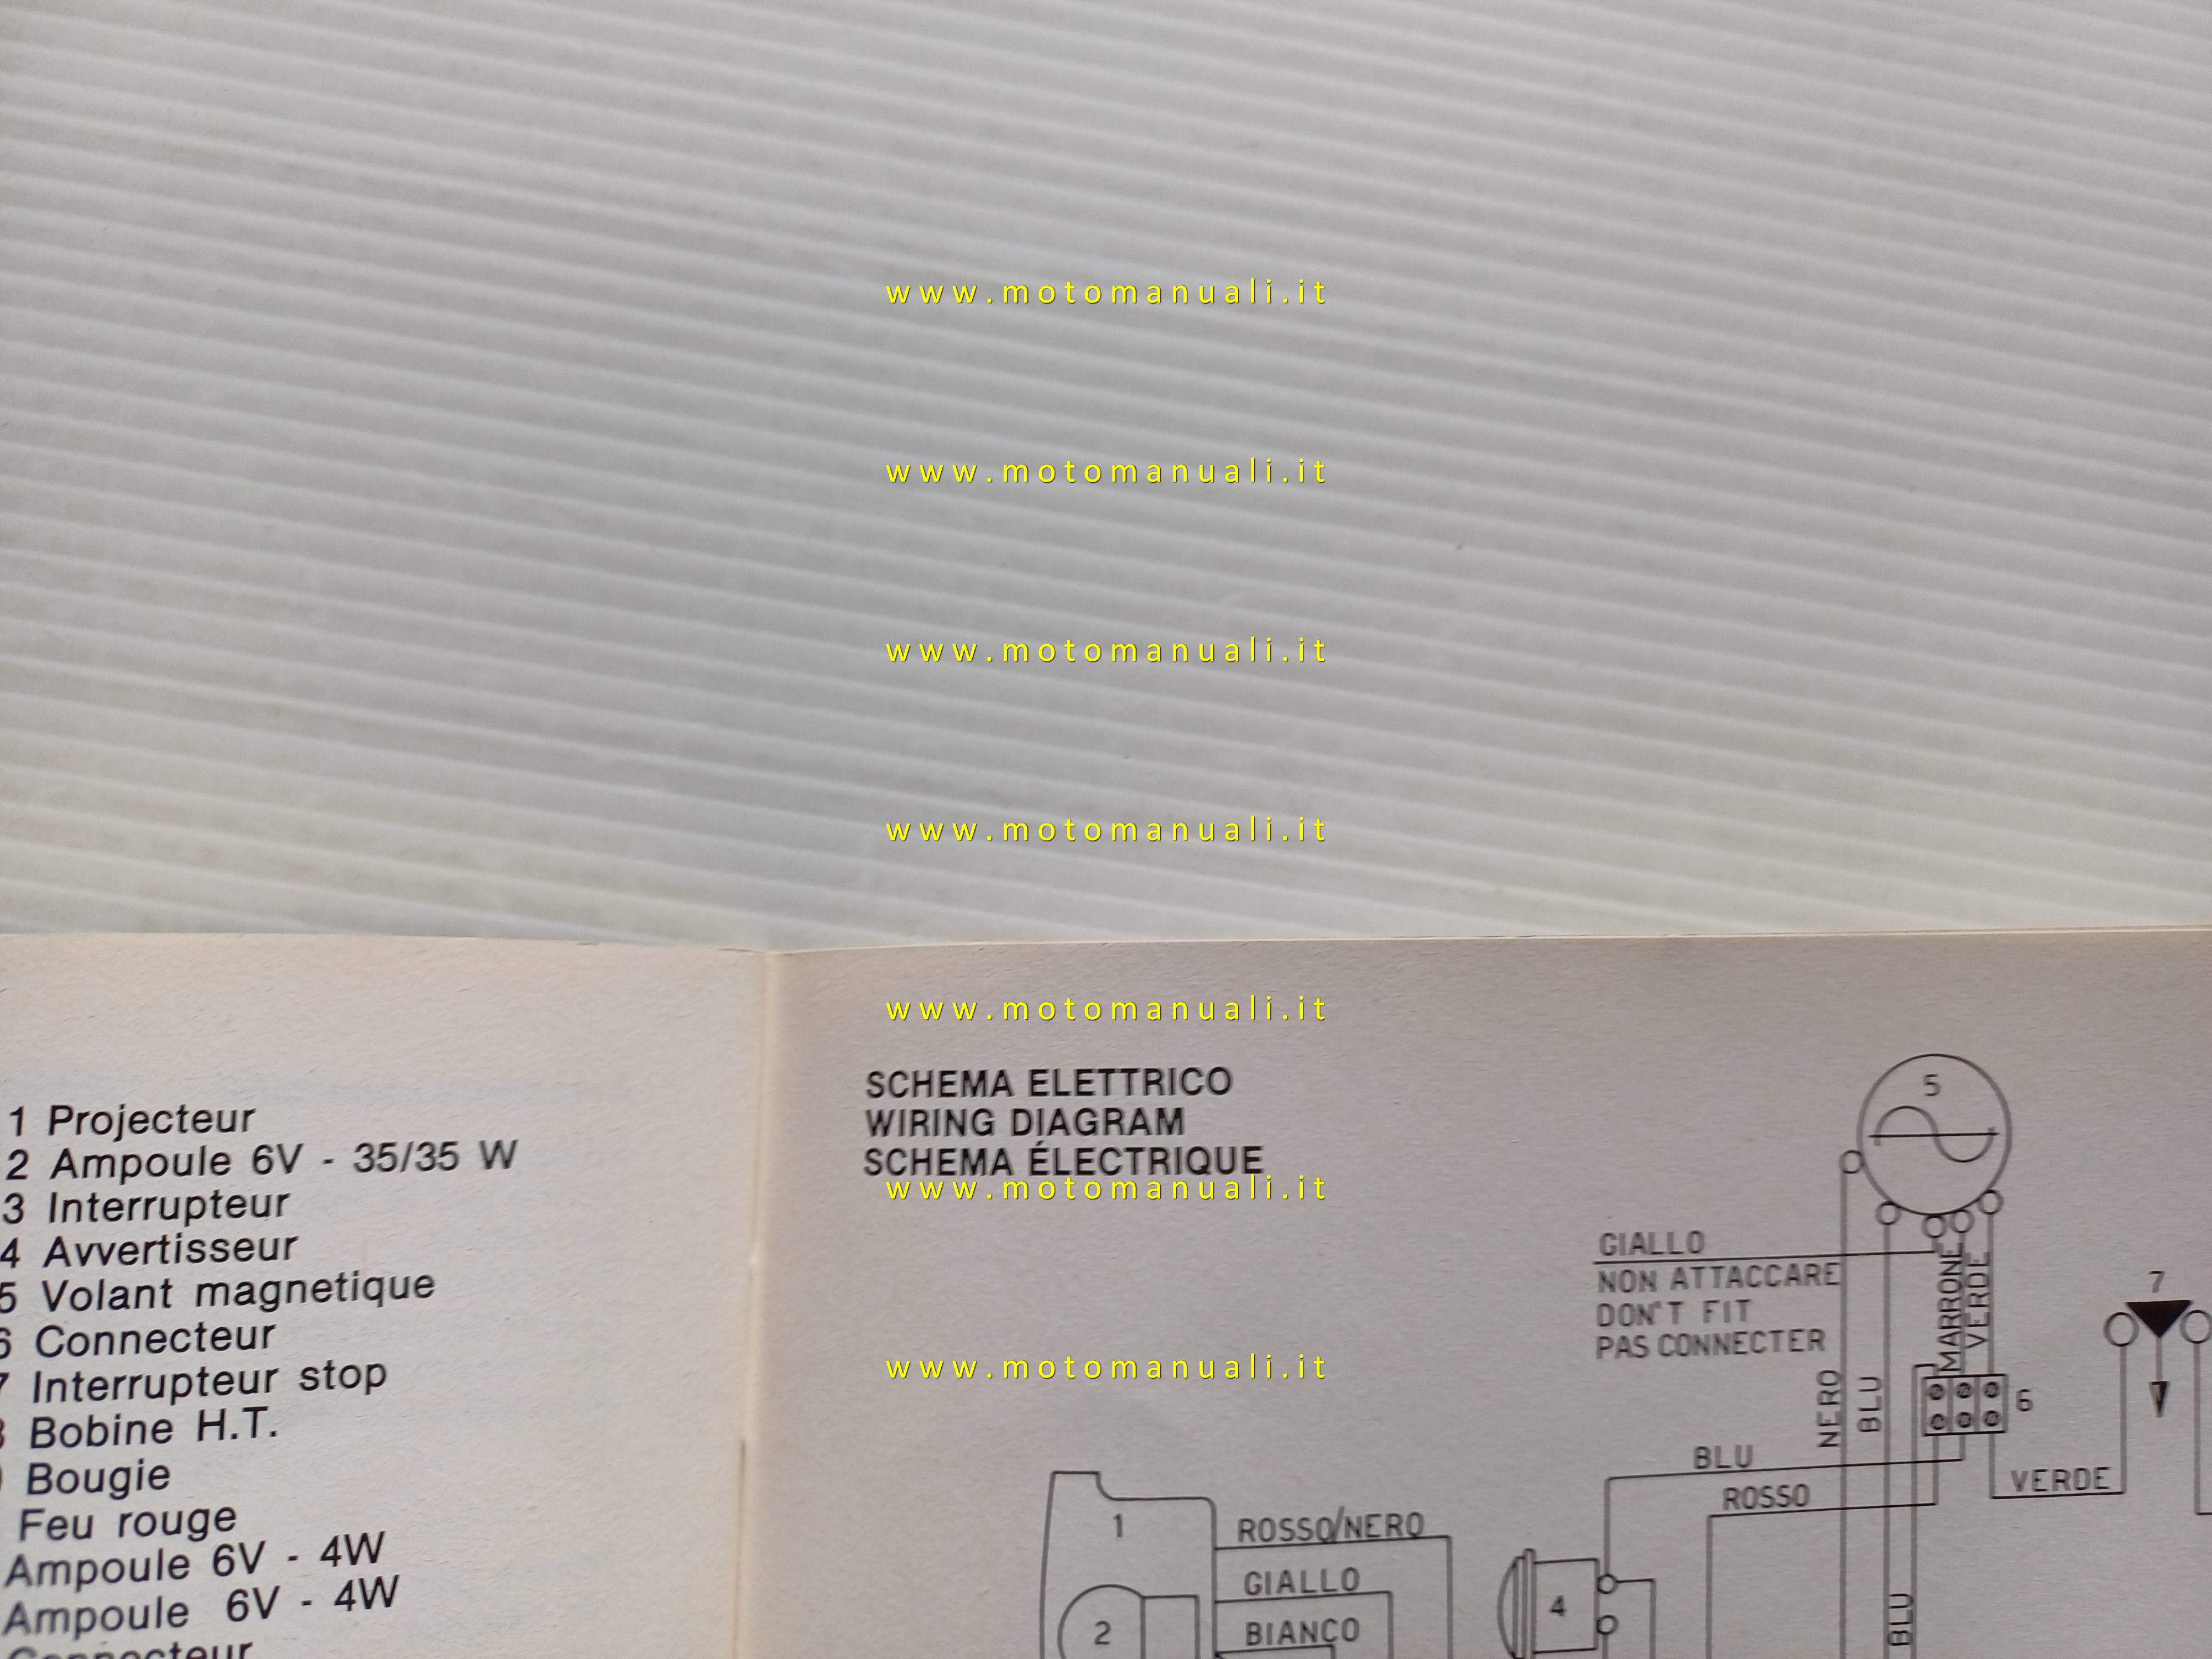 www.motomanuali.it
www.motomanuali.it
www.motomanuali.it
www.motomanuali.it
www.motomanuali.it
www.motomanuali.it
www.motomanuali.it
1 Projecteur
2 Ampoule 6V - 35/35 W
3 Interrupteur
4 Avvertisseur
5 Volant magnetique
6 Connecteur
7 Interrupteur stop
Bobine H.T.
Bougie
Feu rouge
Ampoule 6V - 4W
Ampoule 6V - 4W
SCHEMA ELETTRICO
WIRING DIAGRAM
SCHEMA ÉLECTRIQUE
5
GIALLO
NON ATTACCARE
DON'T FIT
PAS CONNECTER
MARRONE
VERDE
7
NERO
BLU
6
BLU
ROSSO
VERDE
1
ROSSO/NERO
GIALLO
BIANCO
2
4
BLU